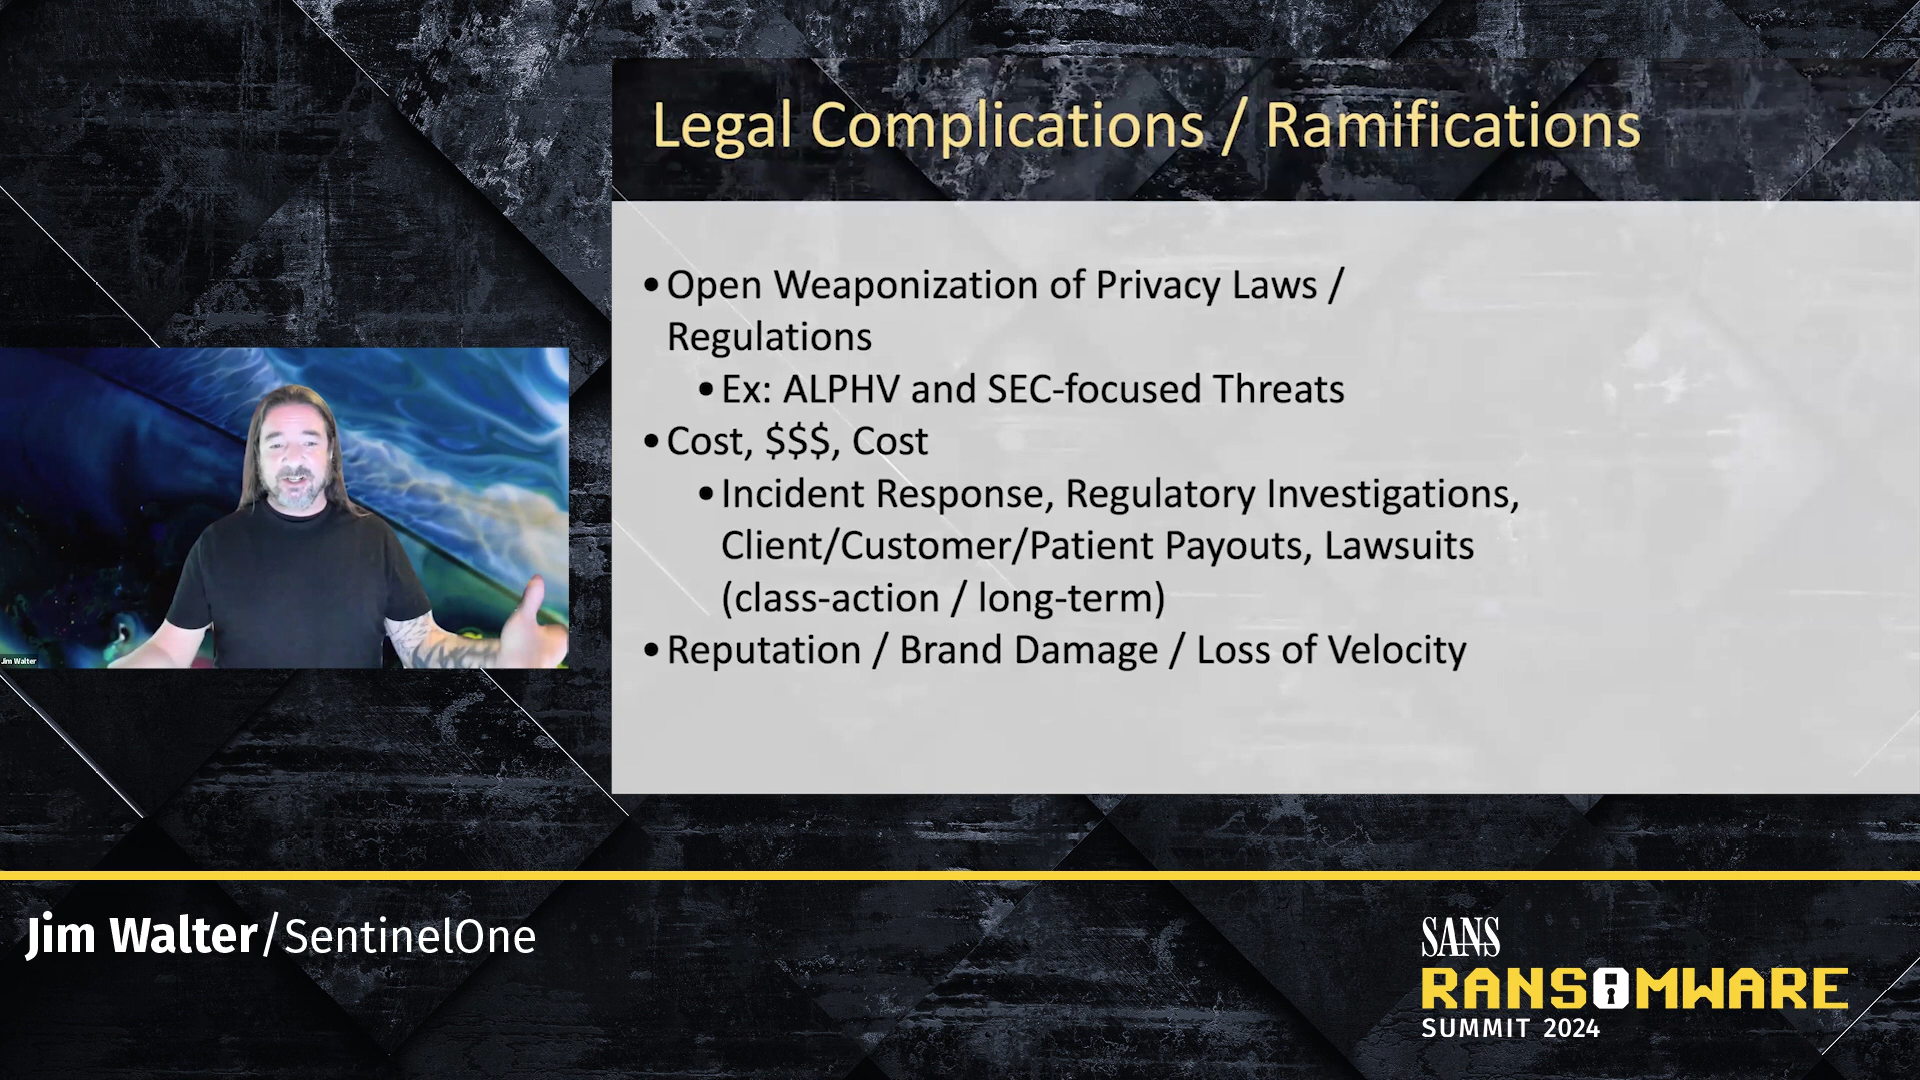 Legal Complications / Ramifications
•Open Weaponization of Privacy Laws /
Regulations
•Ex: ALPHV and SEC-focused Threats
•Cost, $$$, Cost
•Incident Response, Regulatory Investigations,
Client/Customer/Patient Payouts, Lawsuits
(class-action / long-term)
•Reputation / Brand Damage / Loss of Velocity
Jim Walter
Jim Walter/SentinelOne
SANS
RANSOMWARE
SUMMIT 2024